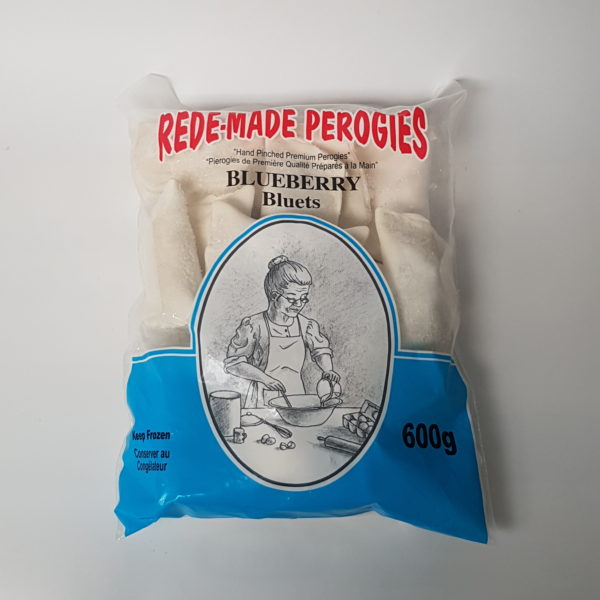 REDE-MADE PEROGIES
"Hand Pinched Premium Perogies"
"Pierogies de Première Qualité Préparés à la Main"
BLUEBERRY
Bluets
Keep Frozen
Conserver au
Congélateur
600g